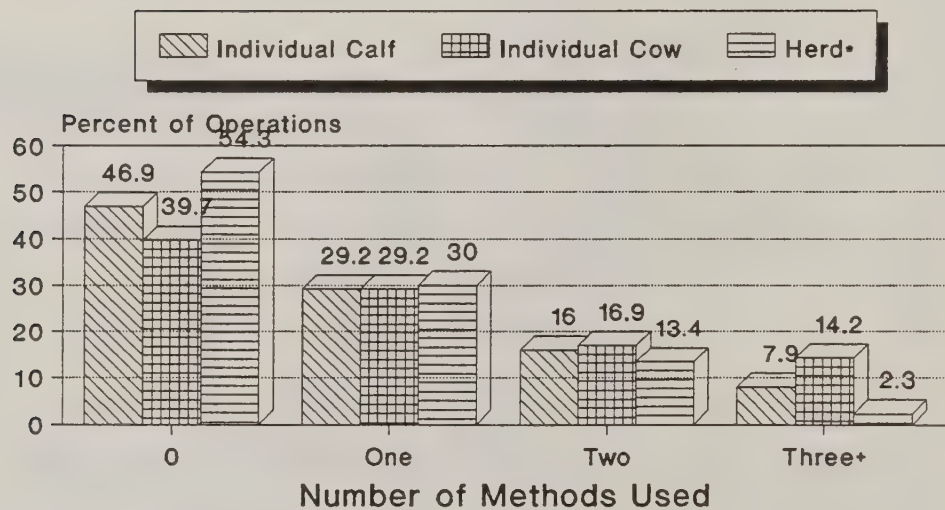 Individual Calf Individual Cow Herd*
Percent of Operations
60
50
40
30
20
10
0
46.9
39.7
54.3
29.2 29.2 30
16 16.9 13.4
7.9 14.2 2.3
0 One Two Three+
Number of Methods Used